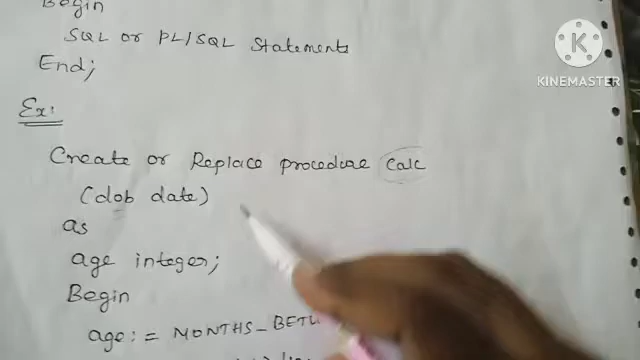 Begin
SQL or PL/SQL Statements
End;
KINEMASTER
Ex:
Create or Replace procedure Calc
(dob date)
as
age integer;
Begin
age:= MONTHS_BETW